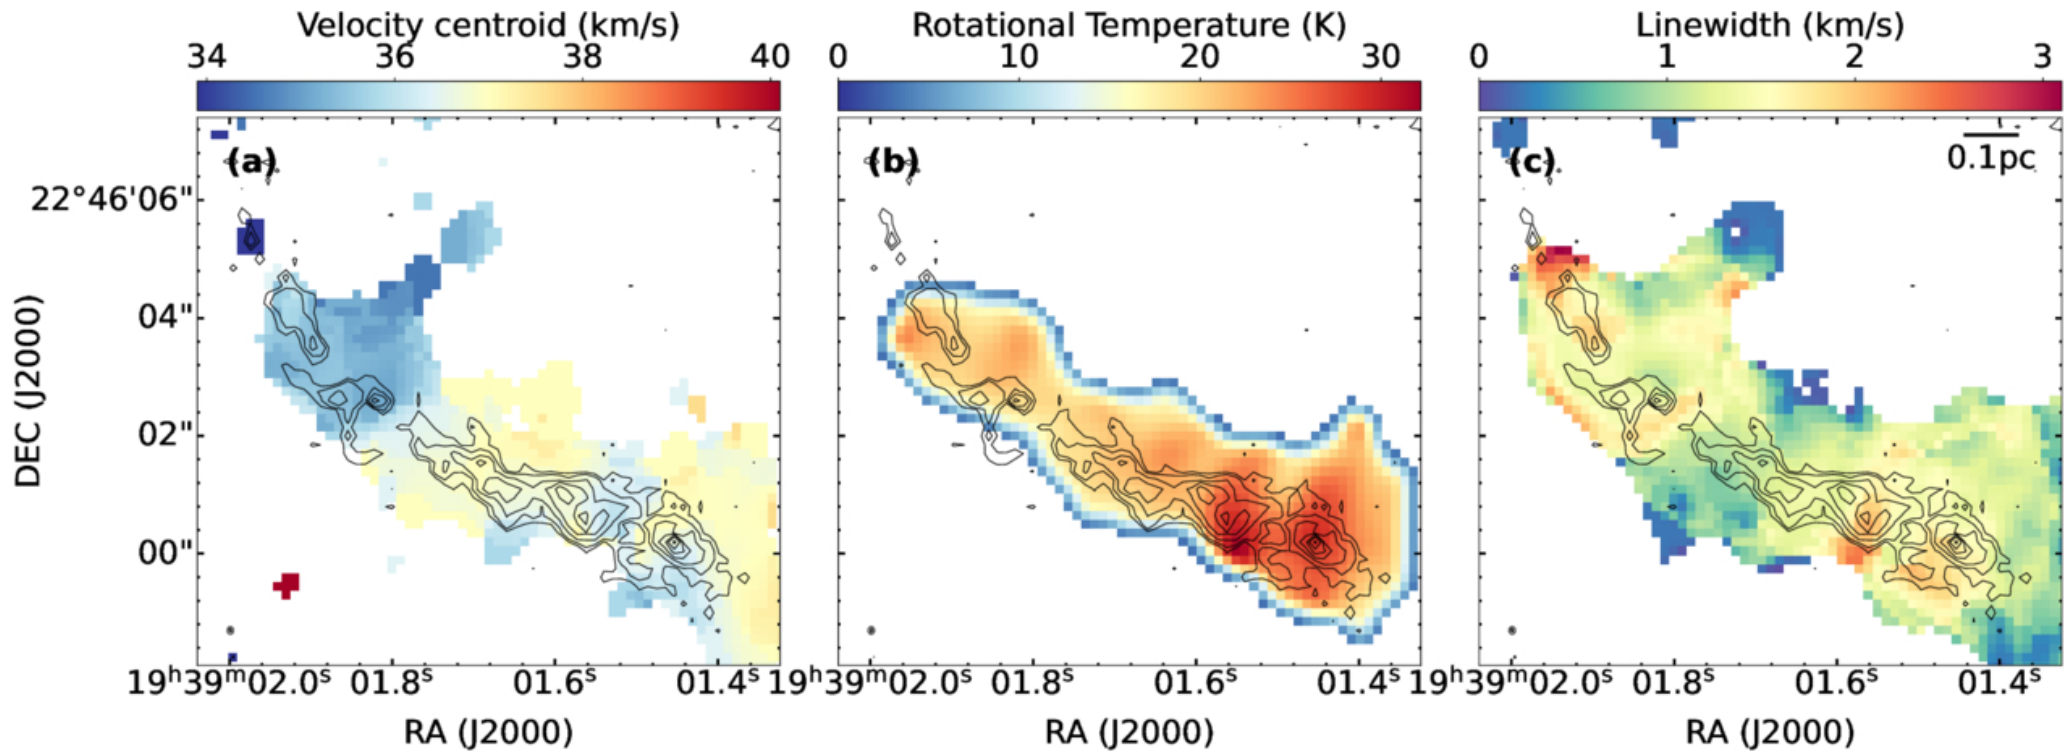 Velocity centroid (km/s)
34 36 38 40
Rotational Temperature (K)
0 10 20 30
Linewidth (km/s)
0 1 2 3
(a)
(b)
(c)
0.1pc
22°46'06"
04"
02"
00"
DEC (J2000)
19ʰ39ᵐ02.0ˢ 01.8ˢ 01.6ˢ 01.4ˢ
19ʰ39ᵐ02.0ˢ 01.8ˢ 01.6ˢ 01.4ˢ
19ʰ39ᵐ02.0ˢ 01.8ˢ 01.6ˢ 01.4ˢ
RA (J2000)
RA (J2000)
RA (J2000)